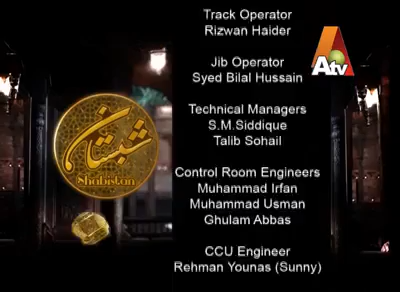 Track Operator
Rizwan Haider
Jib Operator
Syed Bilal Hussain
Technical Managers
S.M.Siddique
Talib Sohail
Control Room Engineers
Muhammad Irfan
Muhammad Usman
Ghulam Abbas
CCU Engineer
Rehman Younas (Sunny)
Atv
شبستان
Shabistan